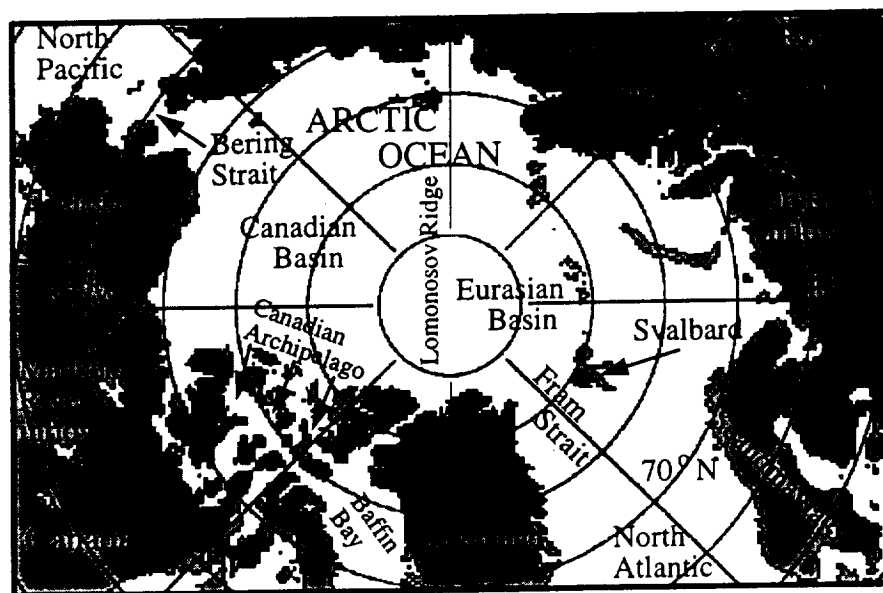 North
Pacific
ARCTIC
OCEAN
Bering
Strait
Lomonosov Ridge
Canadian
Basin
Eurasian
Basin
Svalbard
Canadian
Archipalago
Fram
Strait
70°N
Baffin
Bay
North
Atlantic